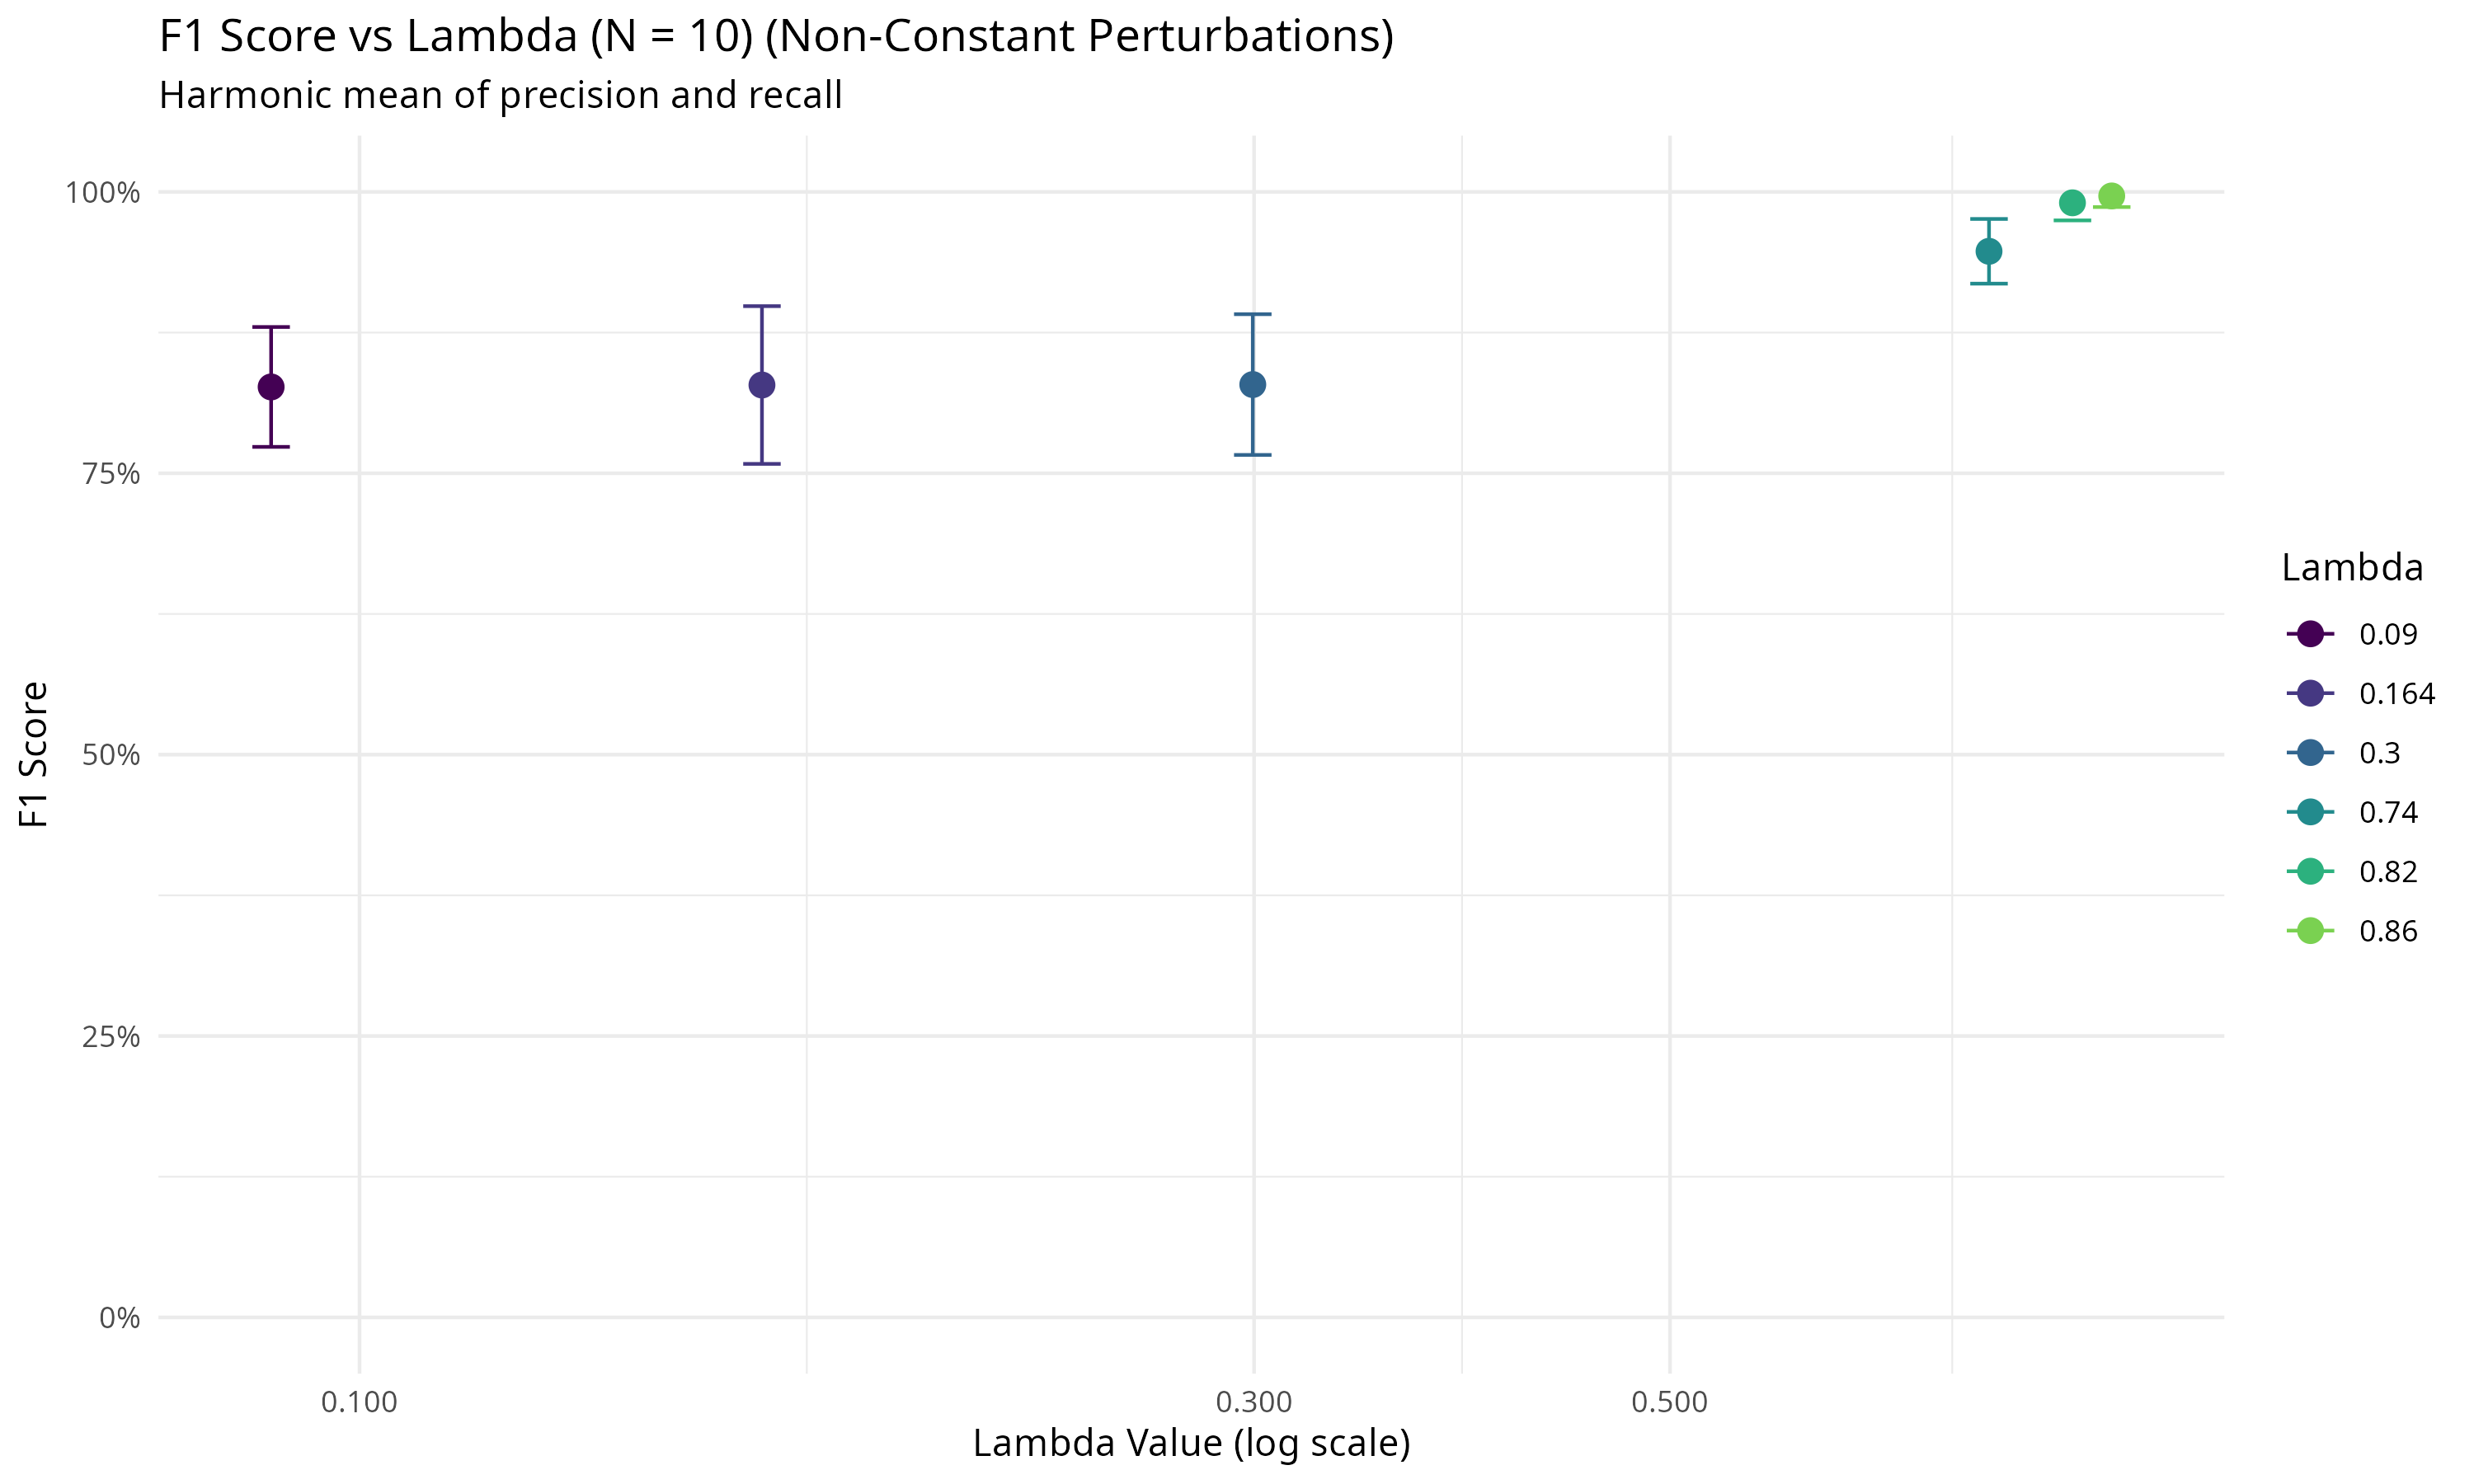 F1 Score vs Lambda (N = 10) (Non-Constant Perturbations)
Harmonic mean of precision and recall
100%
75%
50%
25%
0%
F1 Score
0.100
0.300
0.500
Lambda Value (log scale)
Lambda
0.09
0.164
0.3
0.74
0.82
0.86